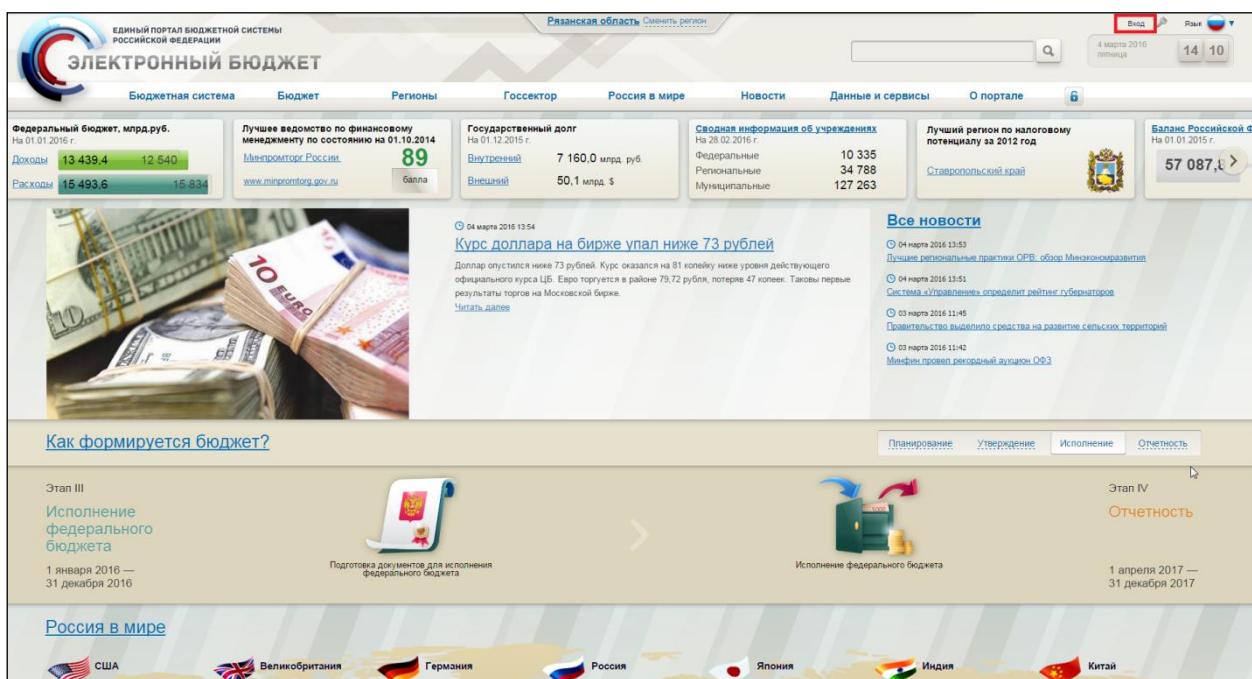 Рязанская область Сменить регион
Вход
Язык
ЕДИНЫЙ ПОРТАЛ БЮДЖЕТНОЙ СИСТЕМЫ
РОССИЙСКОЙ ФЕДЕРАЦИИ
ЭЛЕКТРОННЫЙ БЮДЖЕТ
4 марта 2016
пятница
14 10
Бюджетная система Бюджет Регионы Госсектор Россия в мире Новости Данные и сервисы О портале
Федеральный бюджет, млрд.руб.
На 01.01.2016 г.
Доходы 13 439,4 12 540
Расходы 15 493,6 15 834
Лучшее ведомство по финансовому
менеджменту по состоянию на 01.10.2014
Минпромторг России 89
www.minpromtorg.gov.ru балла
Государственный долг
На 01.12.2015 г.
Внутренний 7 160,0 млрд. руб.
Внешний 50,1 млрд. $
Сводная информация об учреждениях
На 28.02.2016 г.
Федеральные 10 335
Региональные 34 788
Муниципальные 127 263
Лучший регион по налоговому
потенциалу за 2012 год
Ставропольский край
Баланс Российской Ф
На 01.01.2015 г.
57 087,
04 марта 2016 13:54
Курс доллара на бирже упал ниже 73 рублей
Доллар опустился ниже 73 рублей. Курс оказался на 81 копейку ниже уровня действующего
официального курса ЦБ. Евро торгуется в районе 79,72 рубля, потеряв 47 копеек. Таковы первые
результаты торгов на Московской бирже.
Читать далее
Все новости
04 марта 2016 13:53
Лучшие региональные практики ОРВ: обзор Минэкономразвития
04 марта 2016 13:51
Система «Управление» определит рейтинг губернаторов
03 марта 2016 11:45
Правительство выделило средства на развитие сельских территорий
03 марта 2016 11:42
Минфин провел рекордный аукцион ОФЗ
10 EURO
Как формируется бюджет?
Планирование Утверждение Исполнение Отчетность
Этап III
Исполнение
федерального
бюджета
1 января 2016 —
31 декабря 2016
Подготовка документов для исполнения
федерального бюджета
Исполнение федерального бюджета
Этап IV
Отчетность
1 апреля 2017 —
31 декабря 2017
Россия в мире
США Великобритания Германия Россия Япония Индия Китай